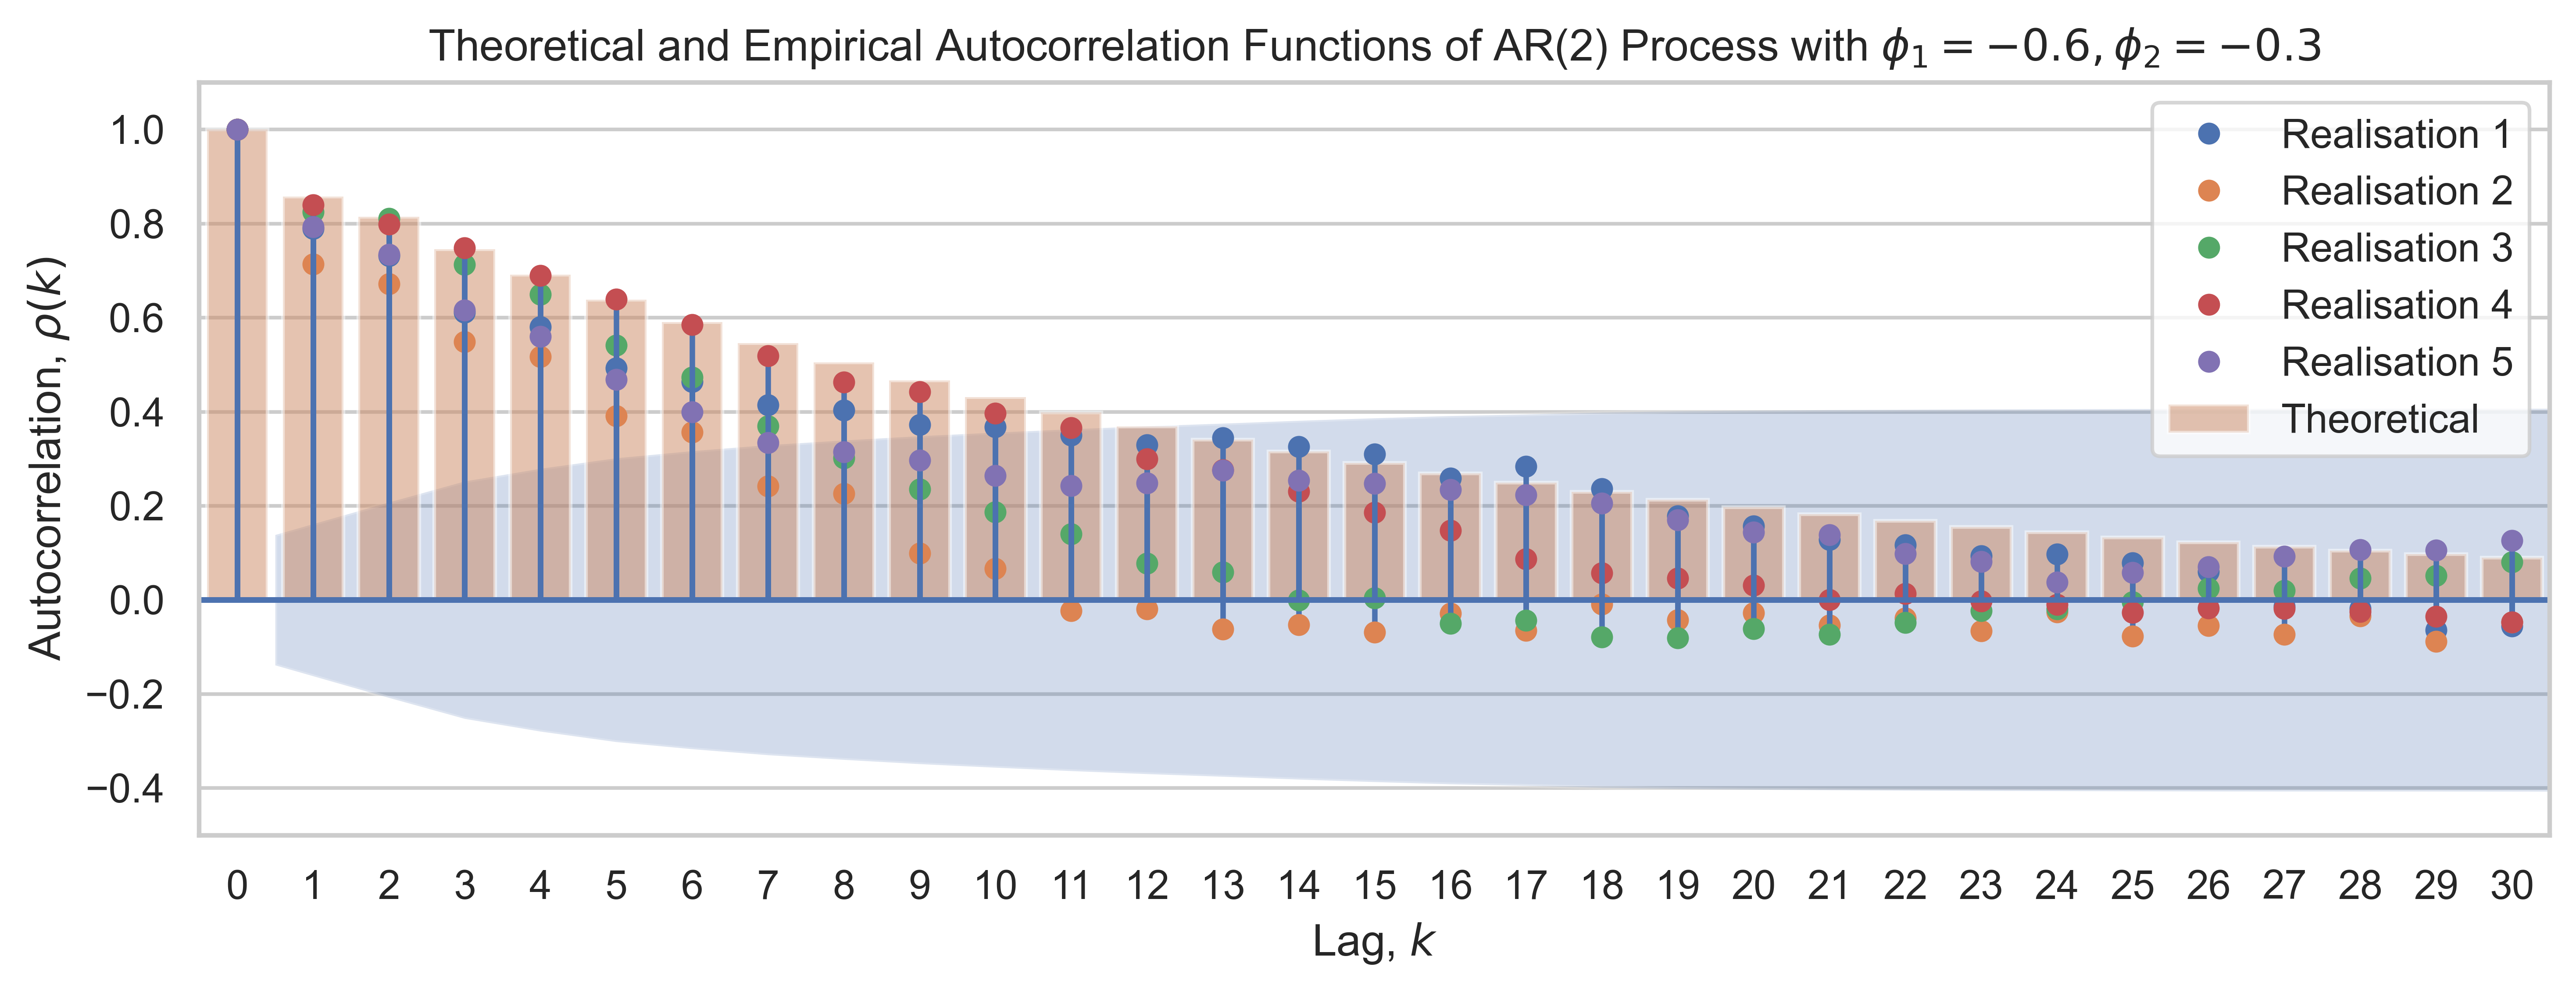 Theoretical and Empirical Autocorrelation Functions of AR(2) Process with ϕ₁ = −0.6, ϕ₂ = −0.3
Autocorrelation, ρ(k)
1.0
0.8
0.6
0.4
0.2
0.0
−0.2
−0.4
Realisation 1
Realisation 2
Realisation 3
Realisation 4
Realisation 5
Theoretical
0 1 2 3 4 5 6 7 8 9 10 11 12 13 14 15 16 17 18 19 20 21 22 23 24 25 26 27 28 29 30
Lag, k